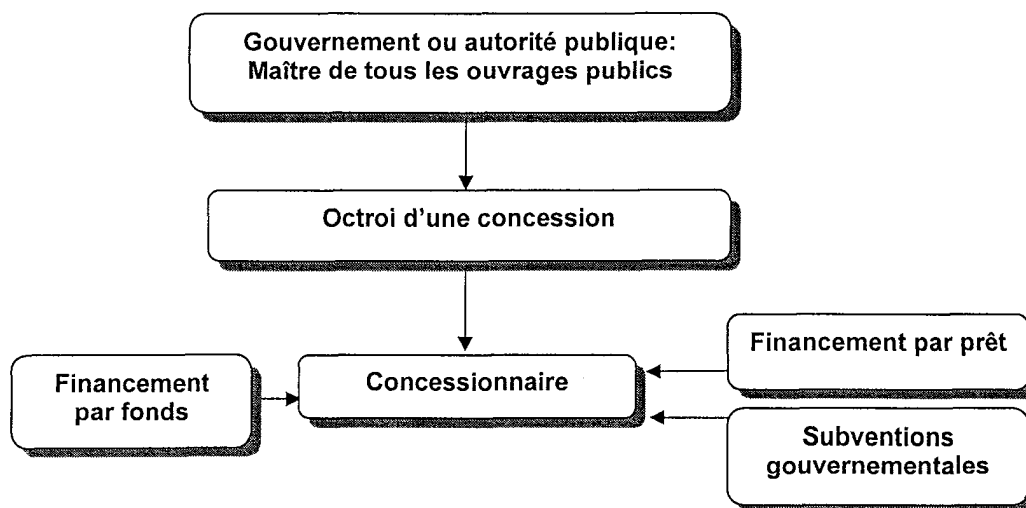 Gouvernement ou autorité publique:
Maître de tous les ouvrages publics
Octroi d'une concession
Financement par prêt
Financement
par fonds
Concessionnaire
Subventions
gouvernementales